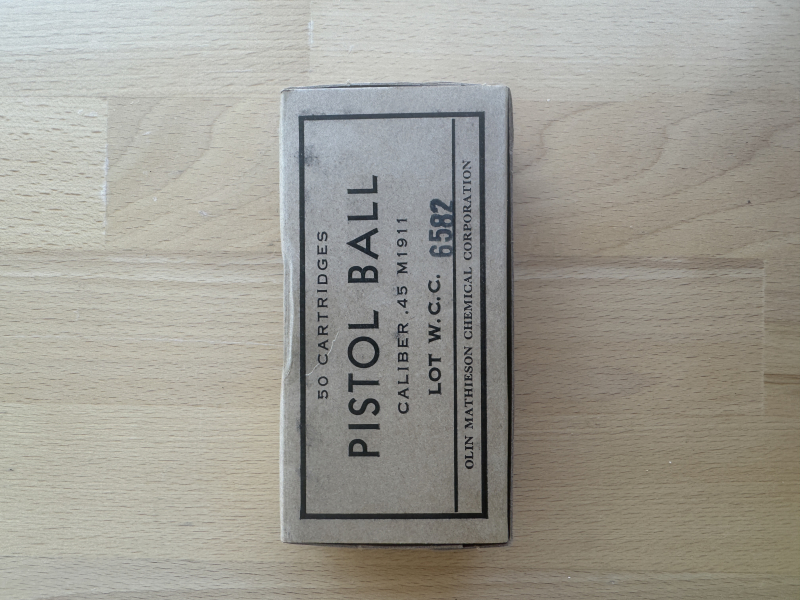 50 CARTRIDGES
PISTOL BALL
CALIBER .45 M1911
LOT W.C.C. 6582
OLIN MATHIESON CHEMICAL CORPORATION